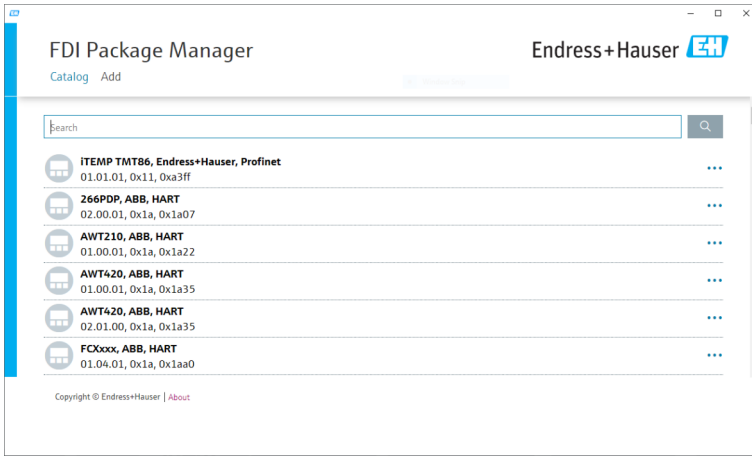 FDI Package Manager
Endress+Hauser EH
Catalog Add
Search
iTEMP TMT86, Endress+Hauser, Profinet
01.01.01, 0x11, 0xa3ff
266PDP, ABB, HART
02.00.01, 0x1a, 0x1a07
AWT210, ABB, HART
01.00.01, 0x1a, 0x1a22
AWT420, ABB, HART
01.00.01, 0x1a, 0x1a35
AWT420, ABB, HART
02.01.00, 0x1a, 0x1a35
FCXxxx, ABB, HART
01.04.01, 0x1a, 0x1aa0
Copyright © Endress+Hauser | About